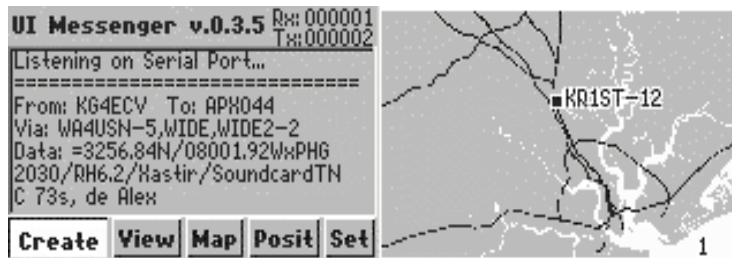 UI Messenger v.0.3.5 Rx:000001
Tx:000002
Listening on Serial Port...
================================
From: KG4ECV To: APX044
Via: WA4USN-5,WIDE,WIDE2-2
Data: =3256.84N/08001.92WxPHG
2030/RH6.2/Xastir/SoundcardTN
C 73s, de Alex
Create View Map Posit Set
KR1ST-12
1